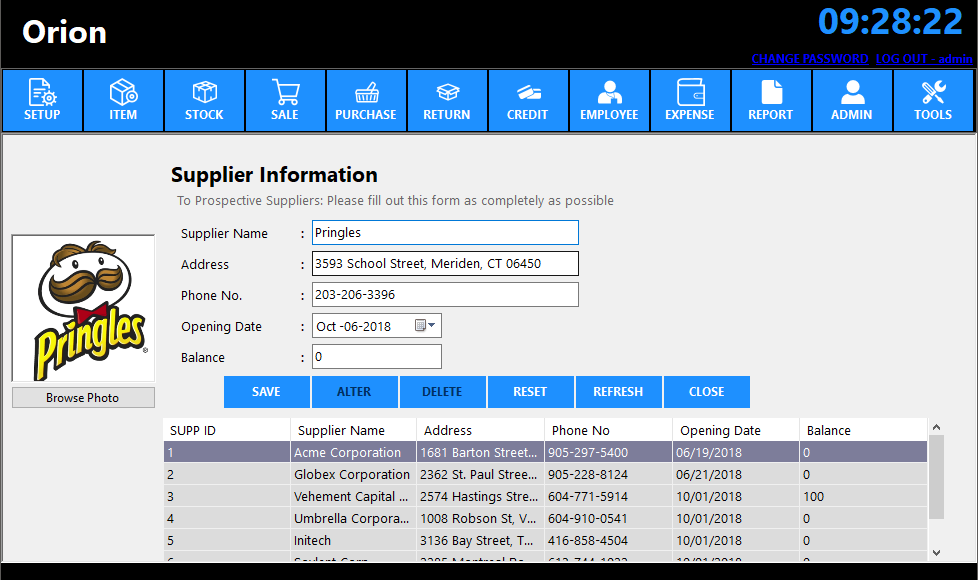 Orion
09:28:22
CHANGE PASSWORD LOG OUT - admin
SETUP ITEM STOCK SALE PURCHASE RETURN CREDIT EMPLOYEE EXPENSE REPORT ADMIN TOOLS
Supplier Information
To Prospective Suppliers: Please fill out this form as completely as possible
Supplier Name : Pringles
Address : 3593 School Street, Meriden, CT 06450
Phone No. : 203-206-3396
Opening Date : Oct -06-2018
Balance : 0
Pringles ®
Browse Photo
SAVE ALTER DELETE RESET REFRESH CLOSE
SUPP ID Supplier Name Address Phone No Opening Date Balance
1 Acme Corporation 1681 Barton Street... 905-297-5400 06/19/2018 0
2 Globex Corporation 2362 St. Paul Stree... 905-228-8124 06/21/2018 0
3 Vehement Capital ... 2574 Hastings Stre... 604-771-5914 10/01/2018 100
4 Umbrella Corpora... 1008 Robson St, V... 604-910-0541 10/01/2018 0
5 Initech 3136 Bay Street, T... 416-858-4504 10/01/2018 0